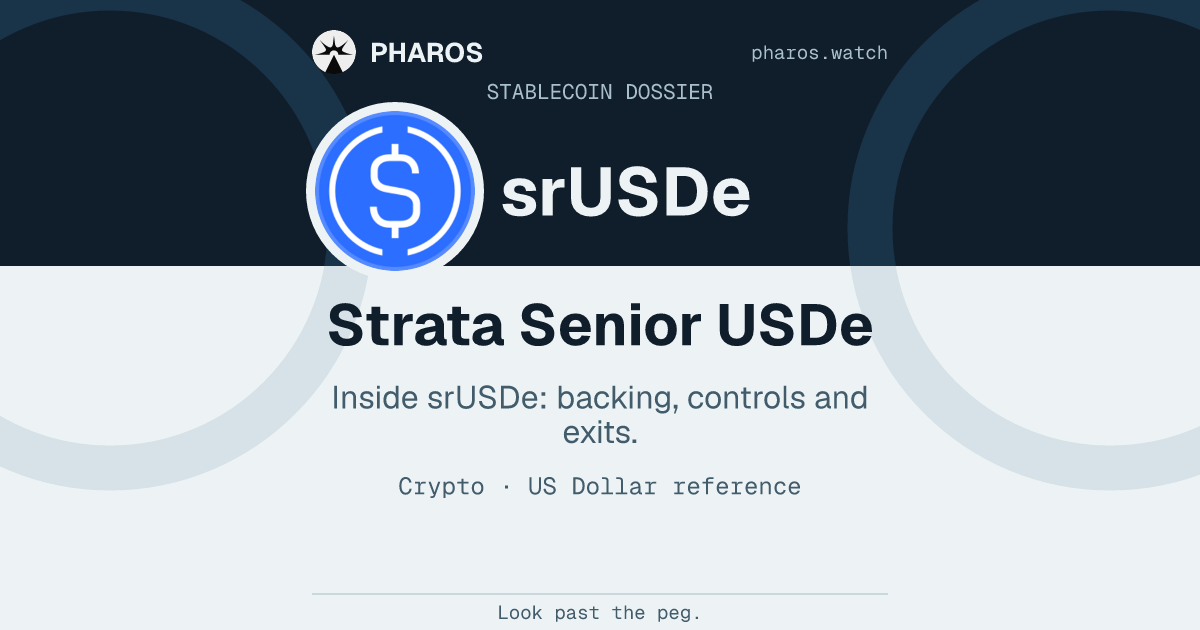 PHAROS
pharos.watch
STABLECOIN DOSSIER
$
srUSDe
Strata Senior USDe
Inside srUSDe: backing, controls and
exits.
Crypto · US Dollar reference
Look past the peg.